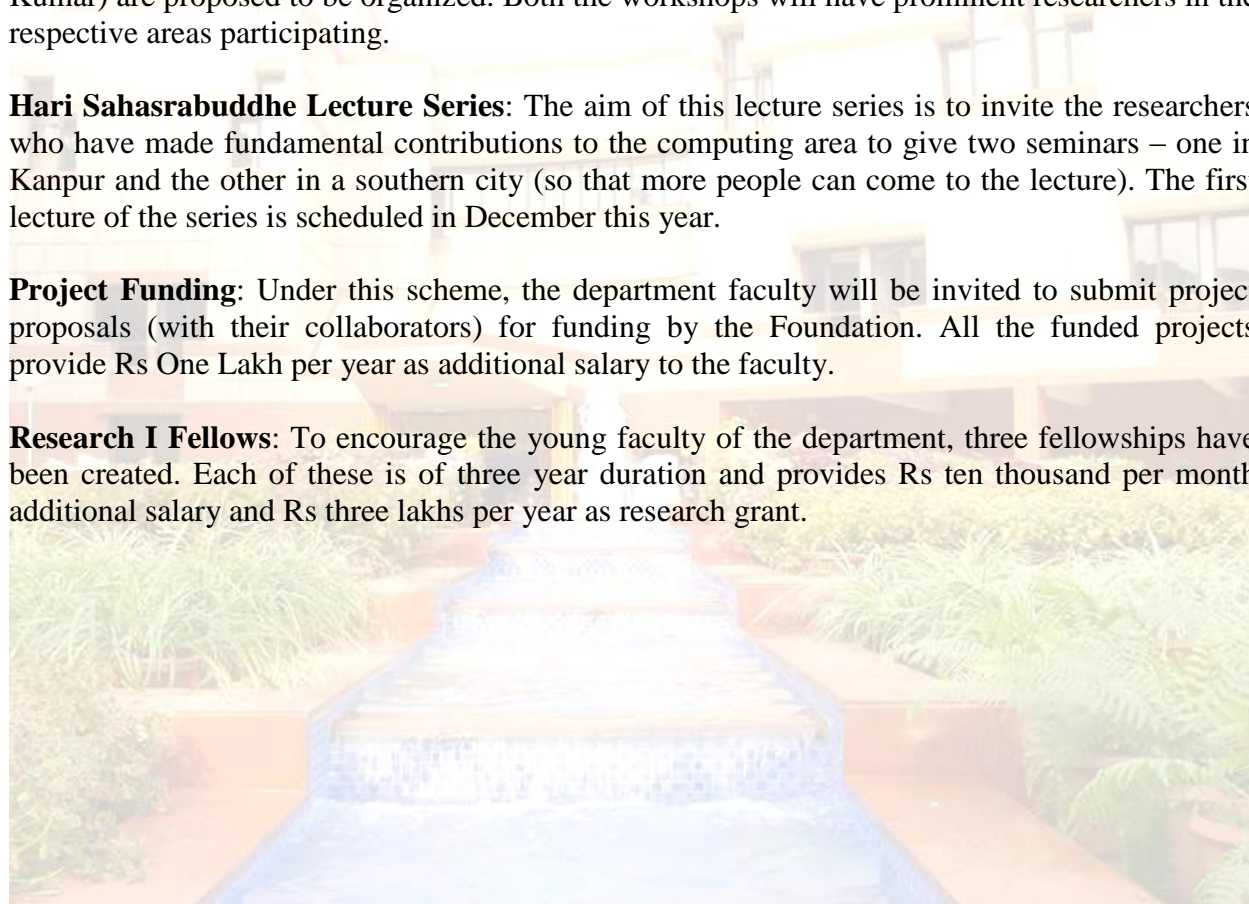 Kumar) are proposed to be organized. Both the workshops will have prominent researchers in the
respective areas participating.
Hari Sahasrabuddhe Lecture Series: The aim of this lecture series is to invite the researchers
who have made fundamental contributions to the computing area to give two seminars – one in
Kanpur and the other in a southern city (so that more people can come to the lecture). The first
lecture of the series is scheduled in December this year.
Project Funding: Under this scheme, the department faculty will be invited to submit project
proposals (with their collaborators) for funding by the Foundation. All the funded projects
provide Rs One Lakh per year as additional salary to the faculty.
Research I Fellows: To encourage the young faculty of the department, three fellowships have
been created. Each of these is of three year duration and provides Rs ten thousand per month
additional salary and Rs three lakhs per year as research grant.